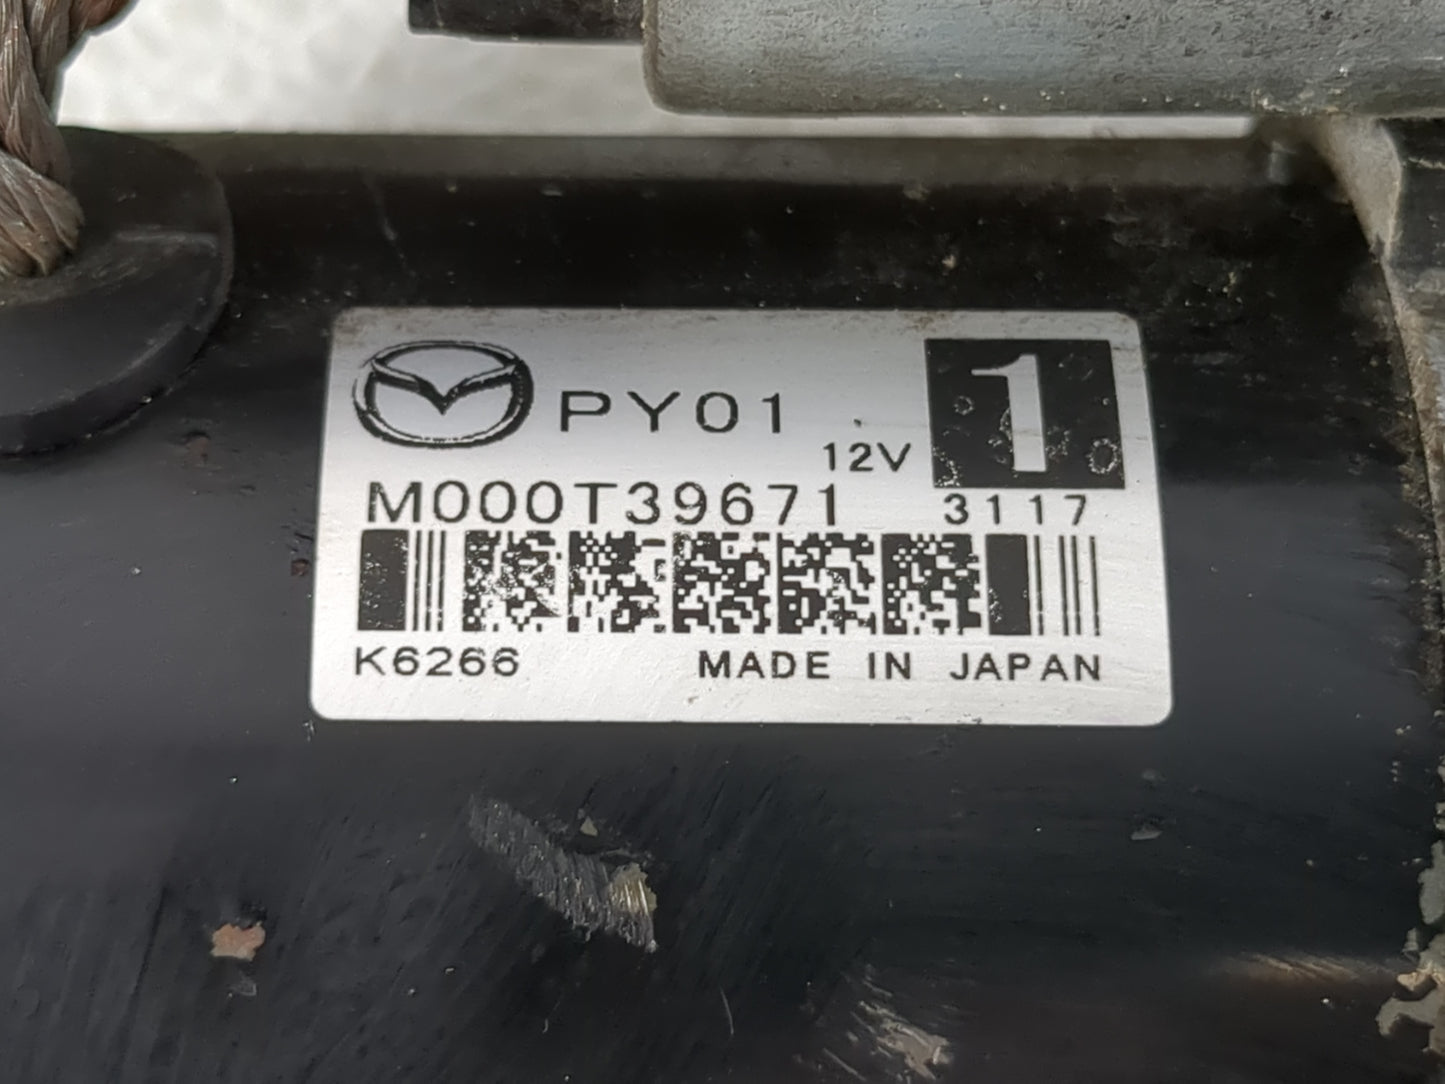 PY01
1
12V
M000T39671
3117
K6266 MADE IN JAPAN